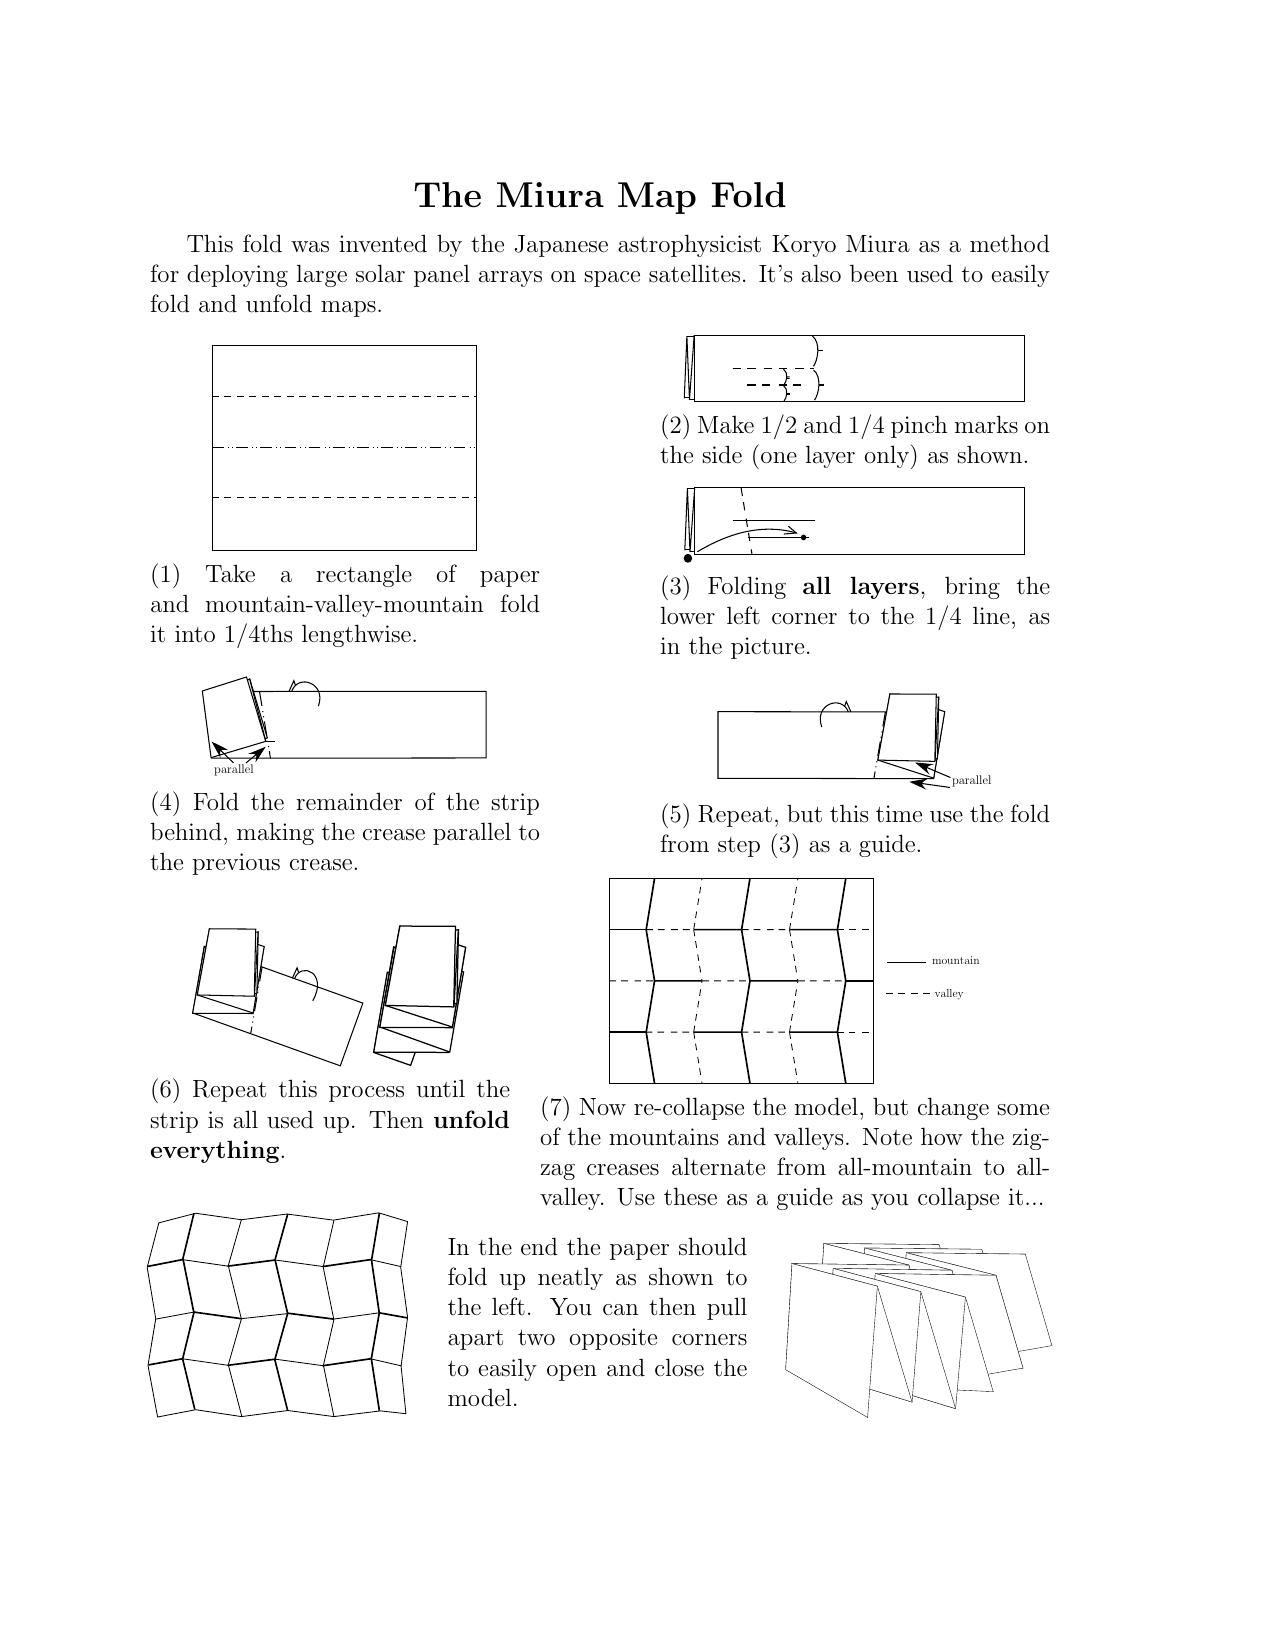 The Miura Map Fold
This fold was invented by the Japanese astrophysicist Koryo Miura as a method
for deploying large solar panel arrays on space satellites. It's also been used to easily
fold and unfold maps.
(1) Take a rectangle of paper
and mountain-valley-mountain fold
it into 1/4ths lengthwise.
(2) Make 1/2 and 1/4 pinch marks on
the side (one layer only) as shown.
(3) Folding all layers, bring the
lower left corner to the 1/4 line, as
in the picture.
parallel
(4) Fold the remainder of the strip
behind, making the crease parallel to
the previous crease.
parallel
(5) Repeat, but this time use the fold
from step (3) as a guide.
(6) Repeat this process until the
strip is all used up. Then unfold
everything.
mountain
valley
(7) Now re-collapse the model, but change some
of the mountains and valleys. Note how the zig-
zag creases alternate from all-mountain to all-
valley. Use these as a guide as you collapse it...
In the end the paper should
fold up neatly as shown to
the left. You can then pull
apart two opposite corners
to easily open and close the
model.